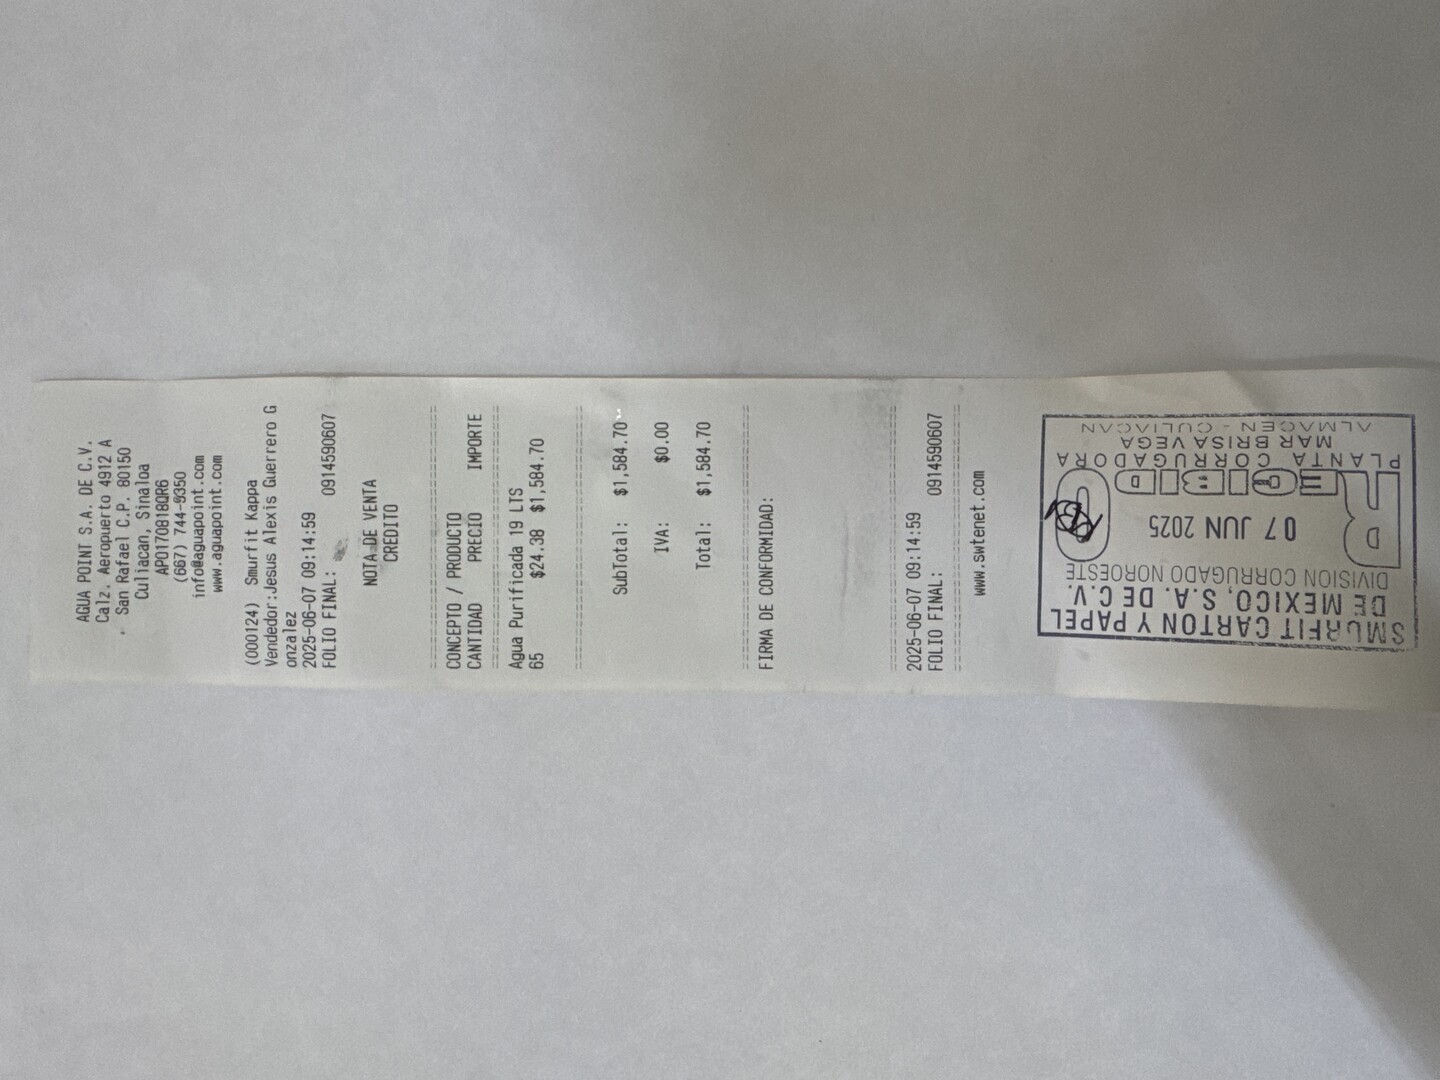 AGUA POINT S.A. DE C.V.
Calz. Aeropuerto 4912 A
San Rafael C.P. 80150
Culiacan, Sinaloa
APO170818QR6
(667) 744-9350
info@aguapoint.com
www.aguapoint.com
(000124) Smurfit Kappa
Vendedor:Jesus Alexis Guerrero G
onzalez
2025-06-07 09:14:59
FOLIO FINAL: 0914590607
NOTA DE VENTA
CREDITO
================================
CONCEPTO / PRODUCTO
CANTIDAD PRECIO IMPORTE
================================
Agua Purificada 19 LTS
65 $24.38 $1,584.70
================================
SubTotal: $1,584.70
IVA: $0.00
Total: $1,584.70
================================
FIRMA DE CONFORMIDAD:
================================
2025-06-07 09:14:59
FOLIO FINAL: 0914590607
================================
www.swtenet.com
SMURFIT CARTON Y PAPEL
DE MEXICO, S.A. DE C.V.
DIVISION CORRUGADO NOROESTE
07 JUN 2025
RECIBIDO
PLANTA CORRUGADORA
MAR BRISA VEGA
ALMACEN - CULIACAN